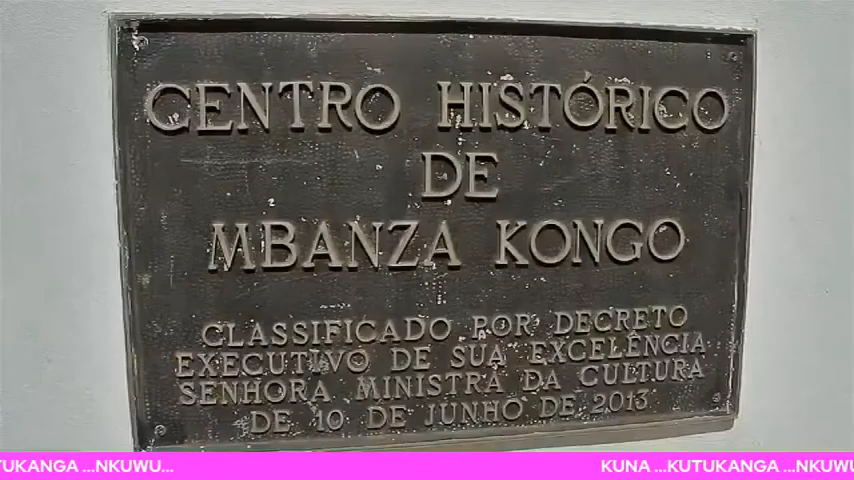 CENTRO HISTÓRICO
DE
MBANZA KONGO
CLASSIFICADO POR DECRETO
EXECUTIVO DE SUA EXCELÊNCIA
SENHORA MINISTRA DA CULTURA
DE 10 DE JUNHO DE 2013
TUKANGA ...NKUWU... KUNA ...KUTUKANGA ...NKUWU